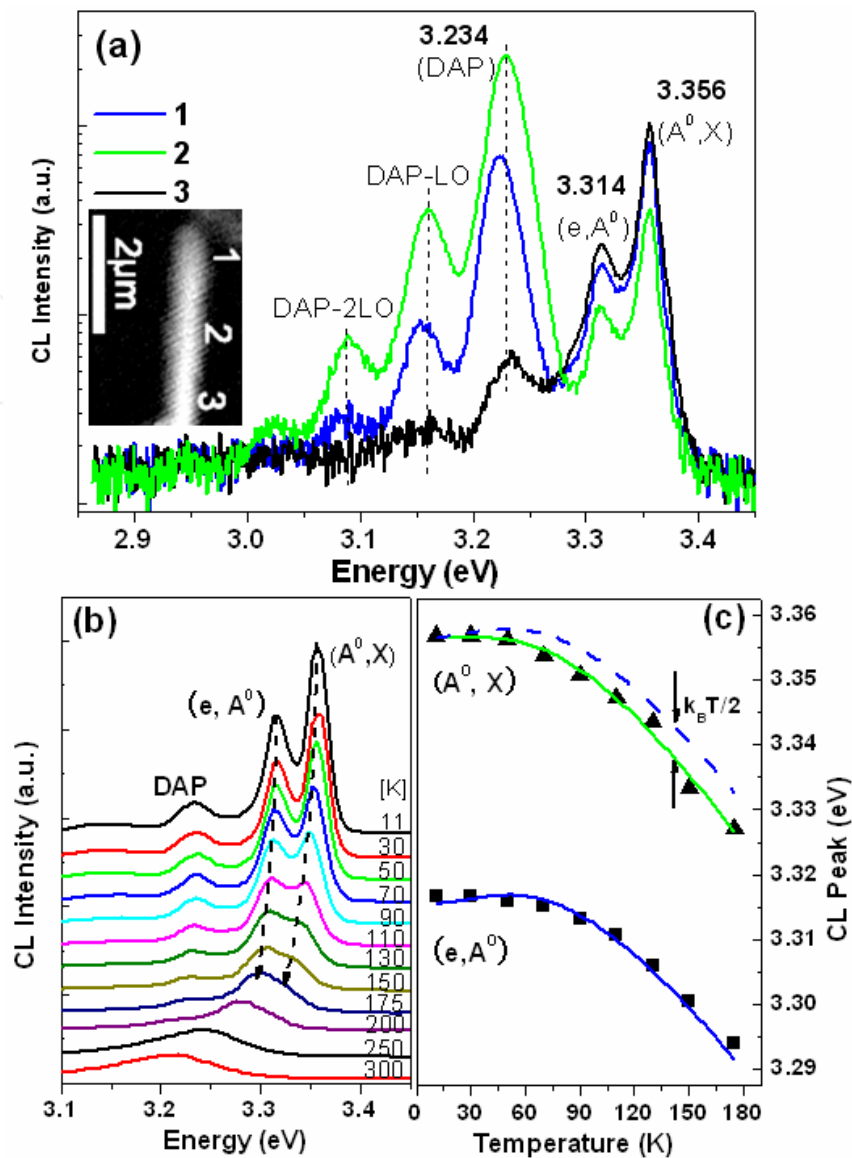 (a)
3.234
(DAP)
3.356
(A⁰,X)
1
2
3
DAP-LO
3.314
(e,A⁰)
DAP-2LO
2μm
1
2
3
CL Intensity (a.u.)
2.9 3.0 3.1 3.2 3.3 3.4
Energy (eV)
(b)
(A⁰,X)
(e, A⁰)
DAP
[K]
11
30
50
70
90
110
130
150
175
200
250
300
CL Intensity (a.u.)
3.1 3.2 3.3 3.4
Energy (eV)
(c)
(A⁰, X)
k_BT/2
(e,A⁰)
3.36
3.35
3.34
3.33
3.32
3.31
3.30
3.29
CL Peak (eV)
0 30 60 90 120 150 180
Temperature (K)